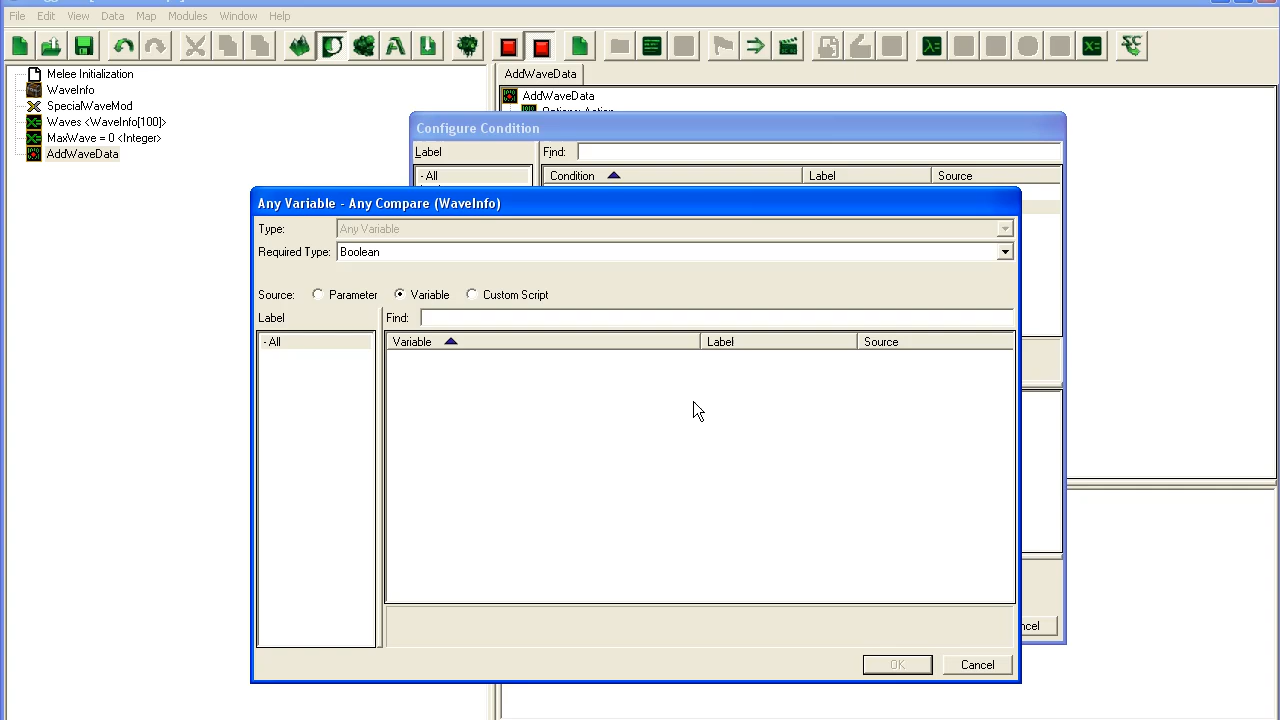 File Edit View Data Map Modules Window Help
Melee Initialization
WaveInfo
SpecialWaveMod
Waves <WaveInfo[100]>
MaxWave = 0 <Integer>
AddWaveData
AddWaveData
AddWaveData
Configure Condition
Label
Find:
- All
Condition Label Source
Any Variable - Any Compare (WaveInfo)
Type: Any Variable
Required Type: Boolean
Source: Parameter Variable Custom Script
Label
Find:
- All
Variable Label Source
OK Cancel